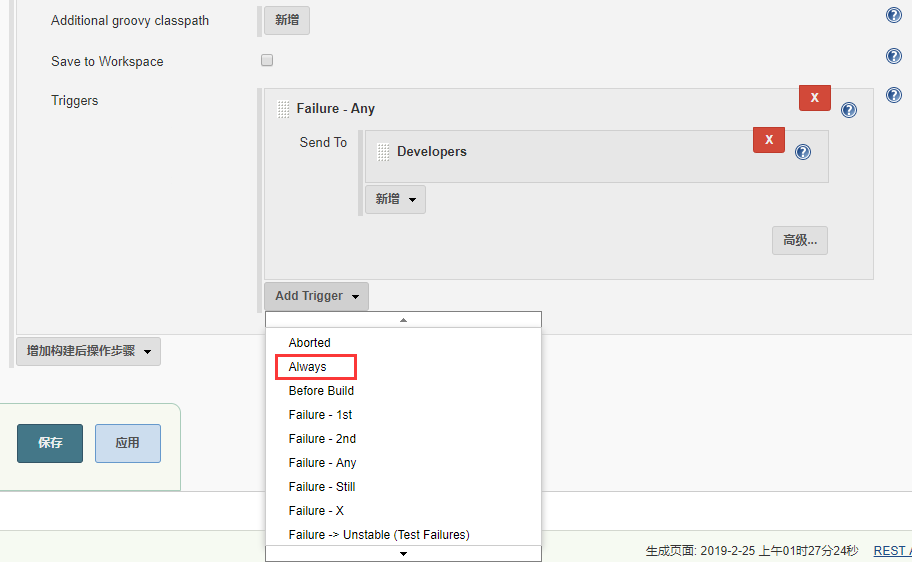 Additional groovy classpath
新增
Save to Workspace
Triggers
X
Failure - Any
Send To
X
Developers
新增
高级...
Add Trigger
Aborted
Always
Before Build
Failure - 1st
Failure - 2nd
Failure - Any
Failure - Still
Failure - X
Failure -> Unstable (Test Failures)
增加构建后操作步骤
保存
应用
生成页面: 2019-2-25 上午01时27分24秒
REST A